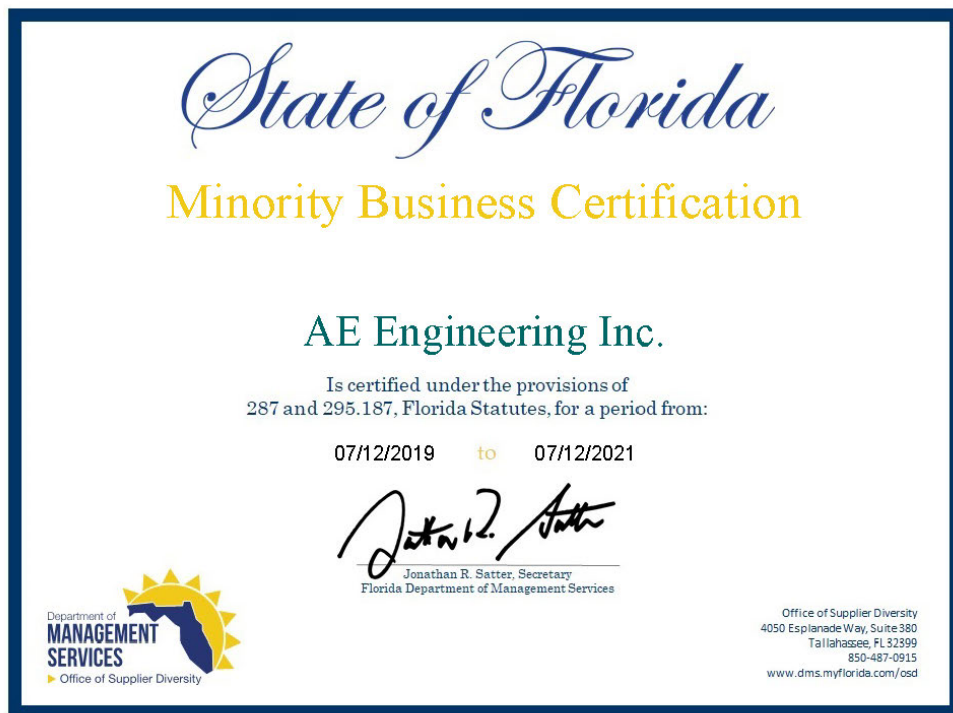 State of Florida
Minority Business Certification
AE Engineering Inc.
Is certified under the provisions of
287 and 295.187, Florida Statutes, for a period from:
07/12/2019 to 07/12/2021
Jonathan R. Satter, Secretary
Florida Department of Management Services
Department of
MANAGEMENT
SERVICES
Office of Supplier Diversity
Office of Supplier Diversity
4050 Esplanade Way, Suite 380
Tallahassee, FL 32399
850-487-0915
www.dms.myflorida.com/osd